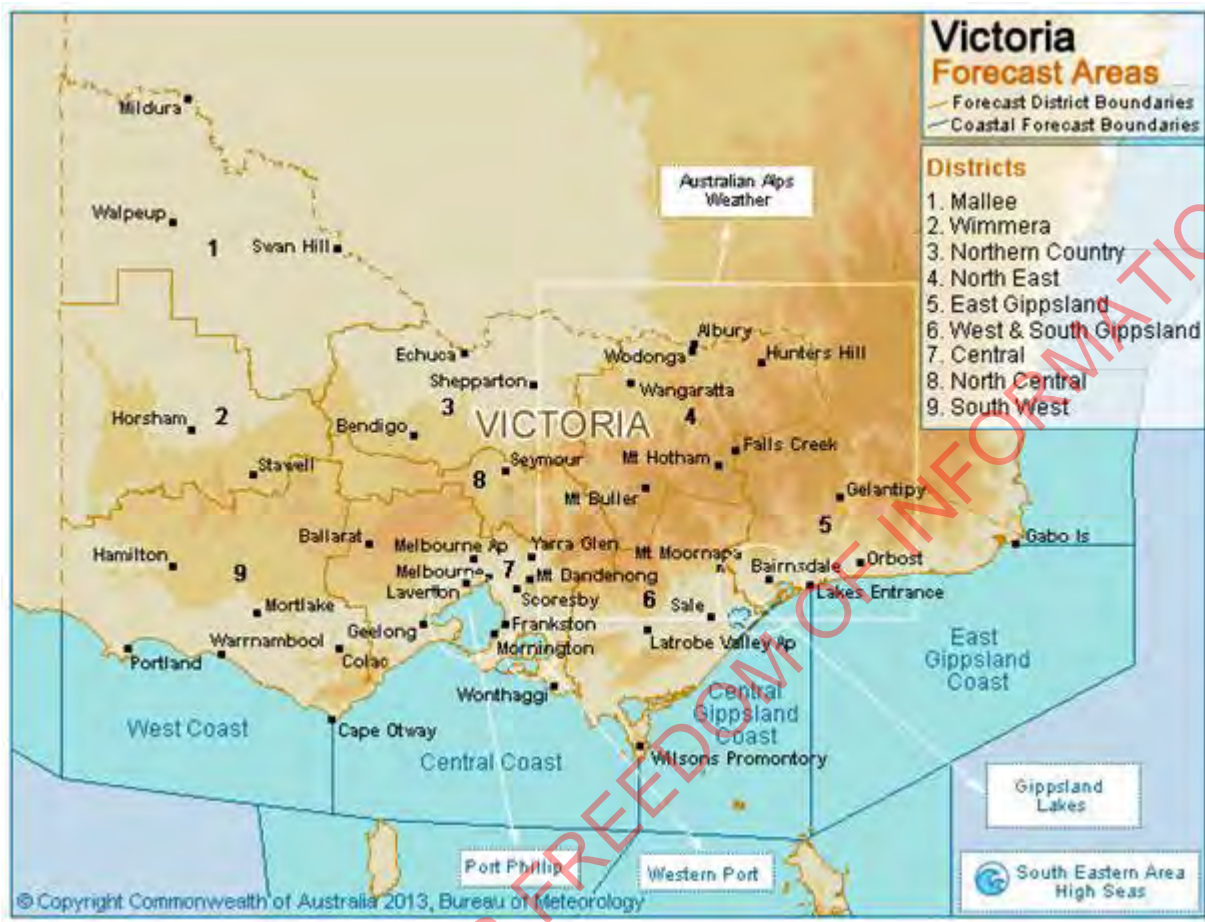 Victoria
Forecast Areas
Forecast District Boundaries
Coastal Forecast Boundaries
Districts
1. Mallee
2. Wimmera
3. Northern Country
4. North East
5. East Gippsland
6. West & South Gippsland
7. Central
8. North Central
9. South West
Mildura
Australian Alps
Weather
Walpeup
1
Swan Hill
Albury
Echuca
Wodonga
Hunters Hill
Shepparton
Wangaratta
Horsham
2
3
4
Bendigo
VICTORIA
Stawell
Seymour
Mt Hotham
Falls Creek
8
Mt Buller
Gelantipy
5
Ballarat
Melbourne Ap
Yarra Glen
Mt Moornapa
Gabo Is
Hamilton
9
Melbourne
7
Mt Dandenong
Bairnsdale
Orbost
Laverton
Scoresby
6
Lakes Entrance
Mortlake
Sale
Warrnambool
Geelong
Frankston
Latrobe Valley Ap
Portland
Colac
Mornington
East
Gippsland
Coast
Wonthaggi
Central
Gippsland
Coast
West Coast
Cape Otway
Central Coast
Wilsons Promontory
Gippsland
Lakes
Port Phillip
Western Port
South Eastern Area
High Seas
© Copyright Commonwealth of Australia 2013, Bureau of Meteorology
FREEDOM OF INFORMATIO